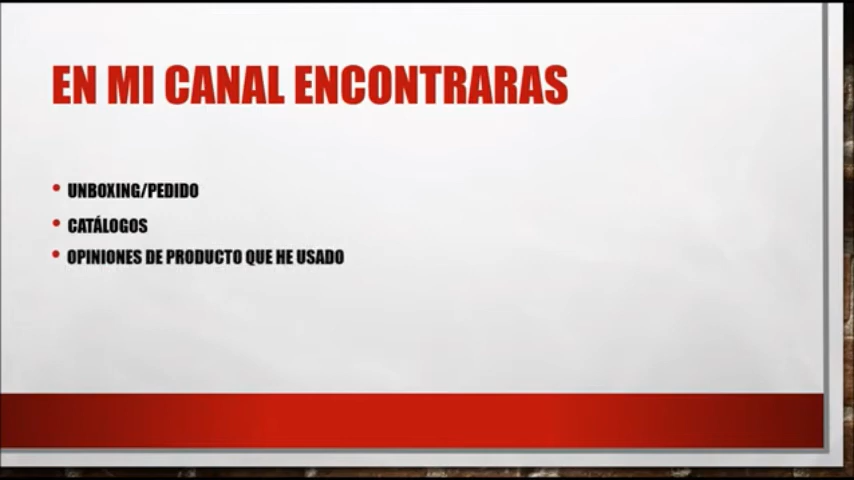 EN MI CANAL ENCONTRARAS
• UNBOXING/PEDIDO
• CATÁLOGOS
• OPINIONES DE PRODUCTO QUE HE USADO